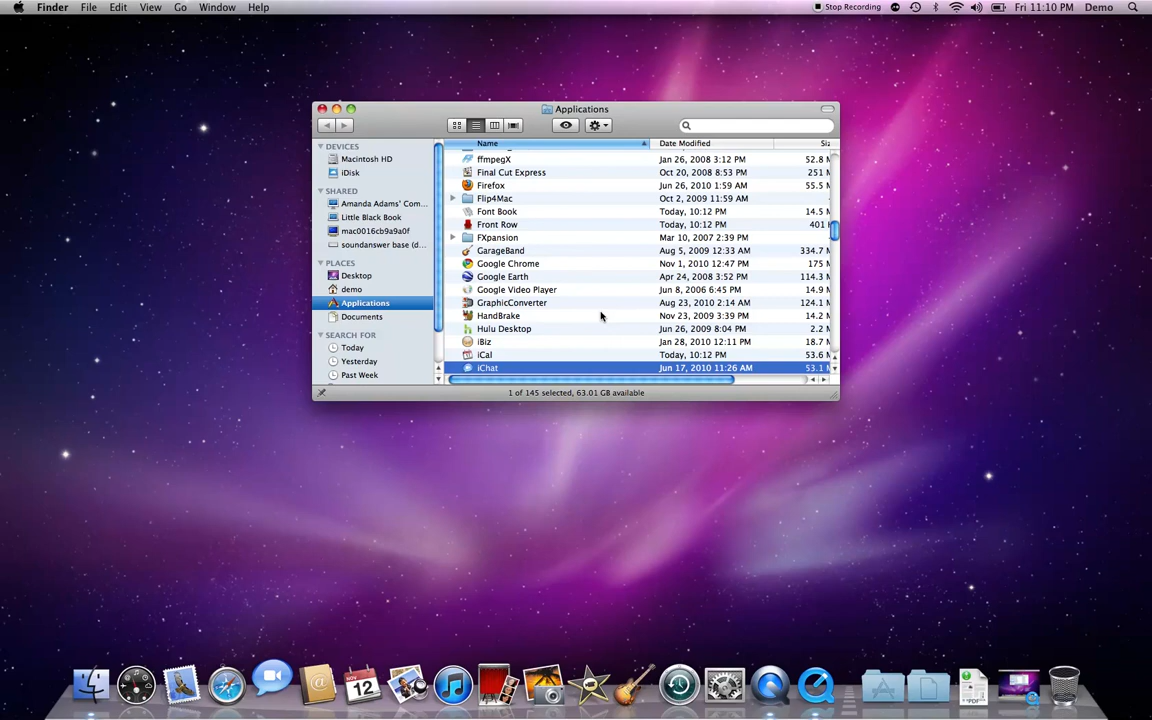 Finder File Edit View Go Window Help Stop Recording Fri 11:10 PM Demo
Applications
DEVICES
Macintosh HD
iDisk
SHARED
Amanda Adams' Com...
Little Black Book
mac0016cb9a9a0f
soundanswer base (d...
PLACES
Desktop
demo
Applications
Documents
SEARCH FOR
Today
Yesterday
Past Week
Name Date Modified Siz
ffmpegX Jan 26, 2008 3:12 PM 52.8 M
Final Cut Express Oct 20, 2008 8:53 PM 251 M
Firefox Jun 26, 2010 1:59 AM 55.5 M
Flip4Mac Oct 2, 2009 11:59 AM
Font Book Today, 10:12 PM 14.5 M
Front Row Today, 10:12 PM 401
FXpansion Mar 10, 2007 2:39 PM
GarageBand Aug 5, 2009 12:33 AM 334.7 M
Google Chrome Nov 1, 2010 12:47 PM 175 M
Google Earth Apr 24, 2008 3:52 PM 114.3 M
Google Video Player Jun 8, 2006 6:45 PM 14.9 M
GraphicConverter Aug 23, 2010 2:14 AM 124.1 M
HandBrake Nov 23, 2009 3:39 PM 14.2 M
Hulu Desktop Jun 26, 2009 8:04 PM 2.2 M
iBiz Jan 28, 2010 12:11 PM 18.7 M
iCal Today, 10:12 PM 53.6 M
iChat Jun 17, 2010 11:26 AM 53.1 M
1 of 145 selected, 63.01 GB available
12
PDF